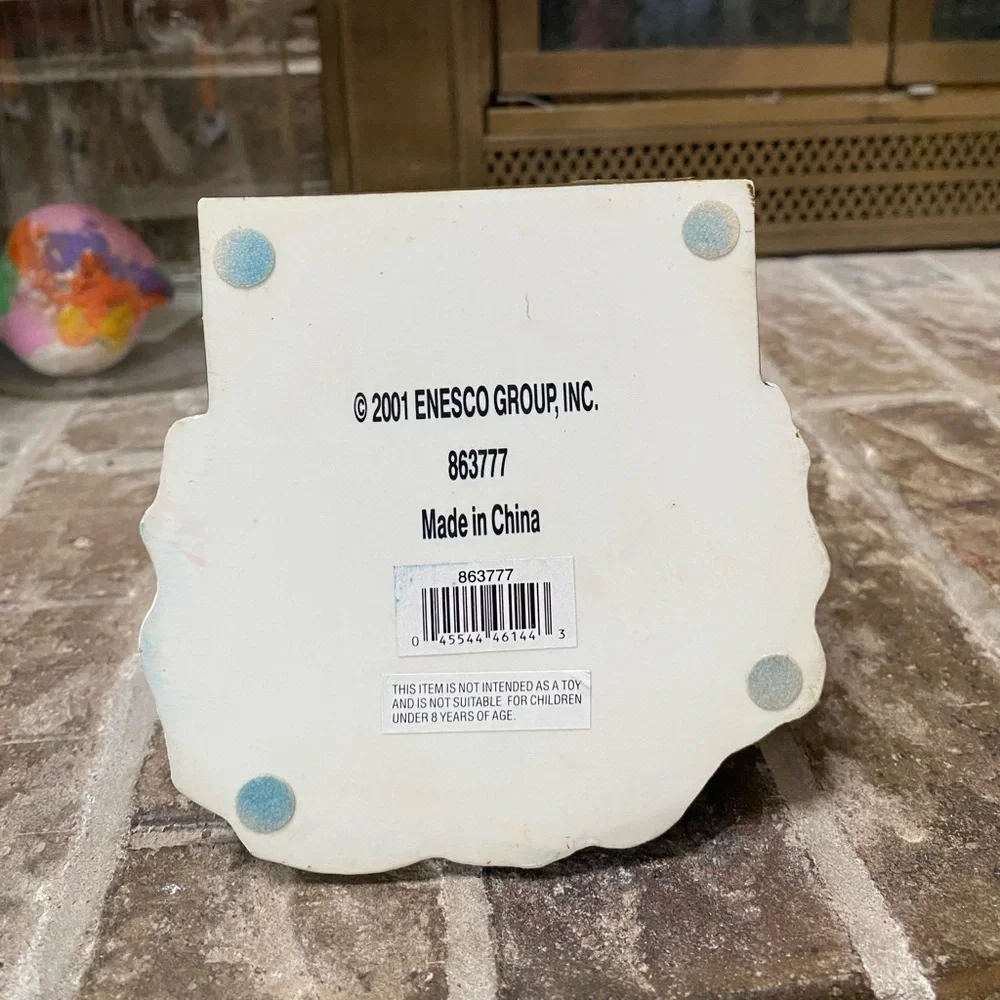 © 2001 ENESCO GROUP, INC.
863777
Made in China
863777
0 45544 46144 3
THIS ITEM IS NOT INTENDED AS A TOY
AND IS NOT SUITABLE FOR CHILDREN
UNDER 8 YEARS OF AGE.